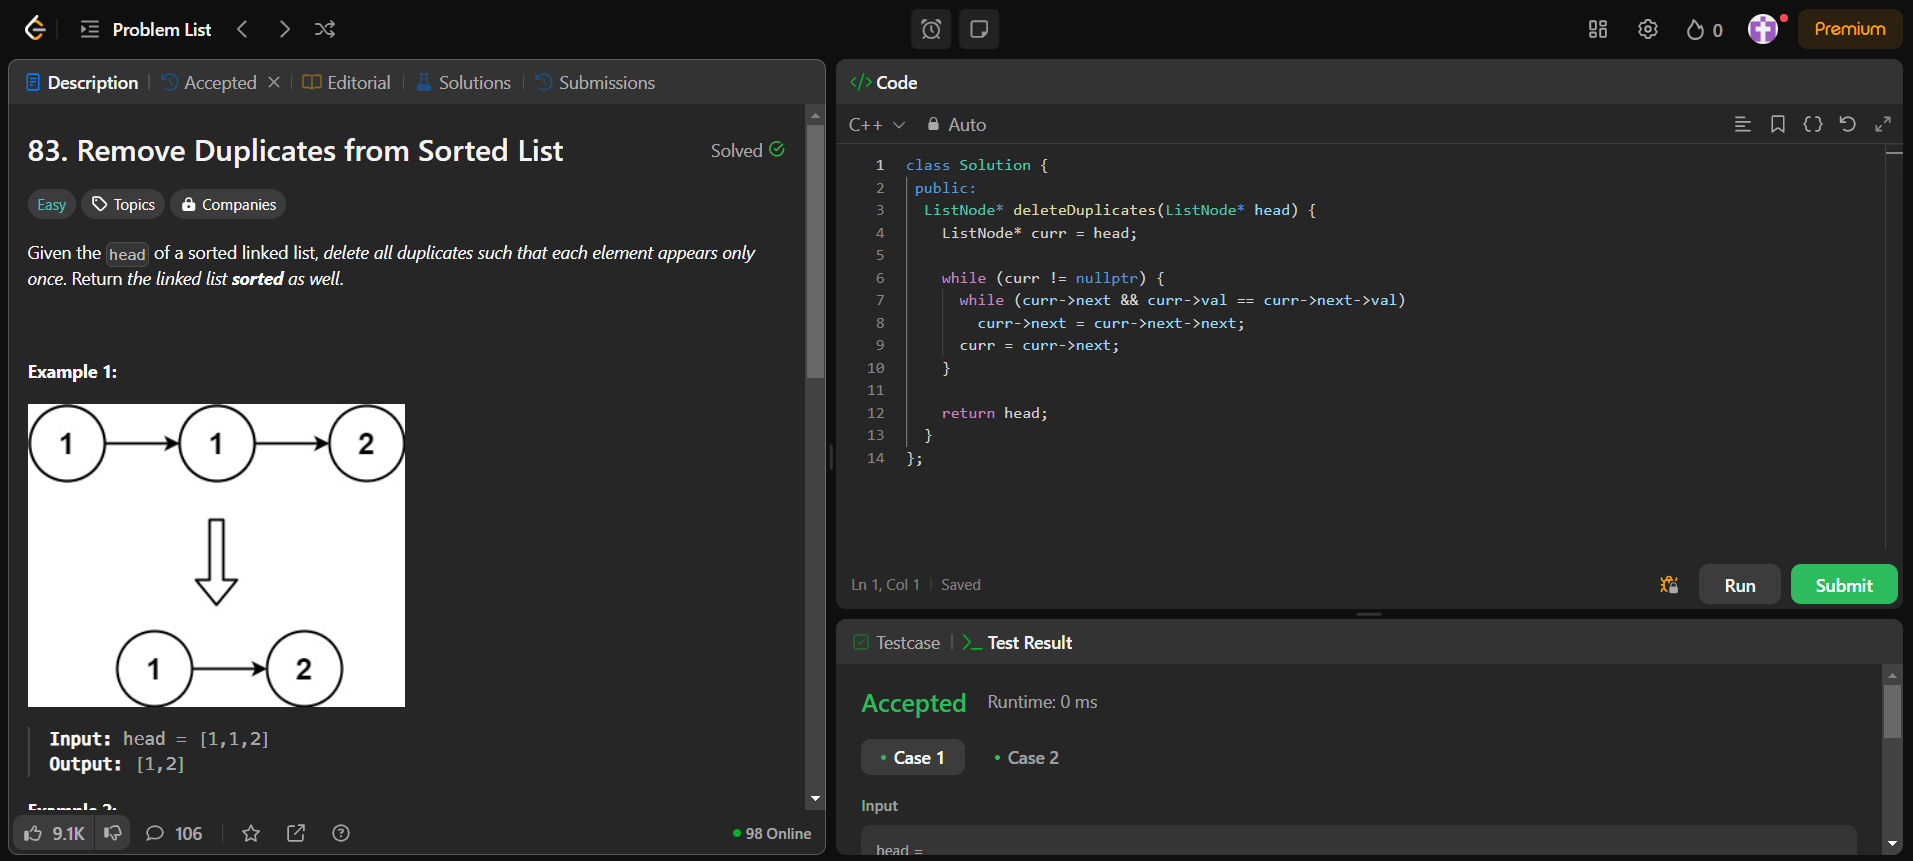 Problem List
0
Premium
Description
Accepted
Editorial
Solutions
Submissions
83. Remove Duplicates from Sorted List
Solved
Easy
Topics
Companies
Given the head of a sorted linked list, delete all duplicates such that each element appears only
once. Return the linked list sorted as well.
Example 1:
1
1
2
1
2
Input: head = [1,1,2]
Output: [1,2]
Example 2:
9.1K
106
98 Online
Code
C++
Auto
1 class Solution {
2 public:
3 ListNode* deleteDuplicates(ListNode* head) {
4 ListNode* curr = head;
5
6 while (curr != nullptr) {
7 while (curr->next && curr->val == curr->next->val)
8 curr->next = curr->next->next;
9 curr = curr->next;
10 }
11
12 return head;
13 }
14 };
Ln 1, Col 1
Saved
Run
Submit
Testcase
Test Result
Accepted
Runtime: 0 ms
Case 1
Case 2
Input
head =